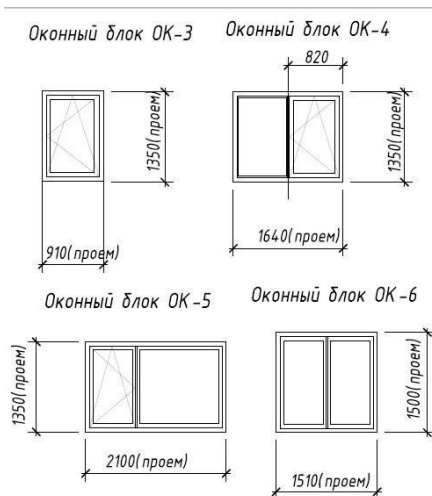 Оконный блок ОК-3
Оконный блок ОК-4
820
1350(проем)
1350(проем)
910(проем)
1640(проем)
Оконный блок ОК-5
Оконный блок ОК-6
1350(проем)
1500(проем)
2100(проем)
1510(проем)